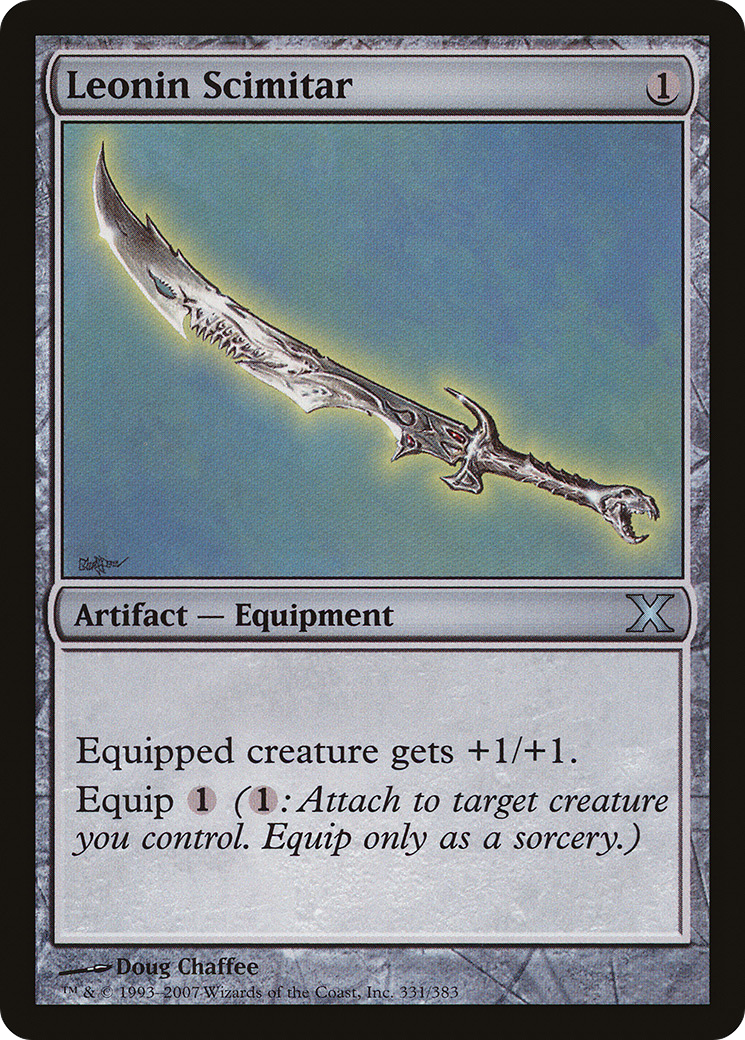 Leonin Scimitar 1
Artifact — Equipment
Equipped creature gets +1/+1.
Equip 1 (1: Attach to target creature
you control. Equip only as a sorcery.)
Doug Chaffee
™ & © 1993–2007 Wizards of the Coast, Inc. 331/383